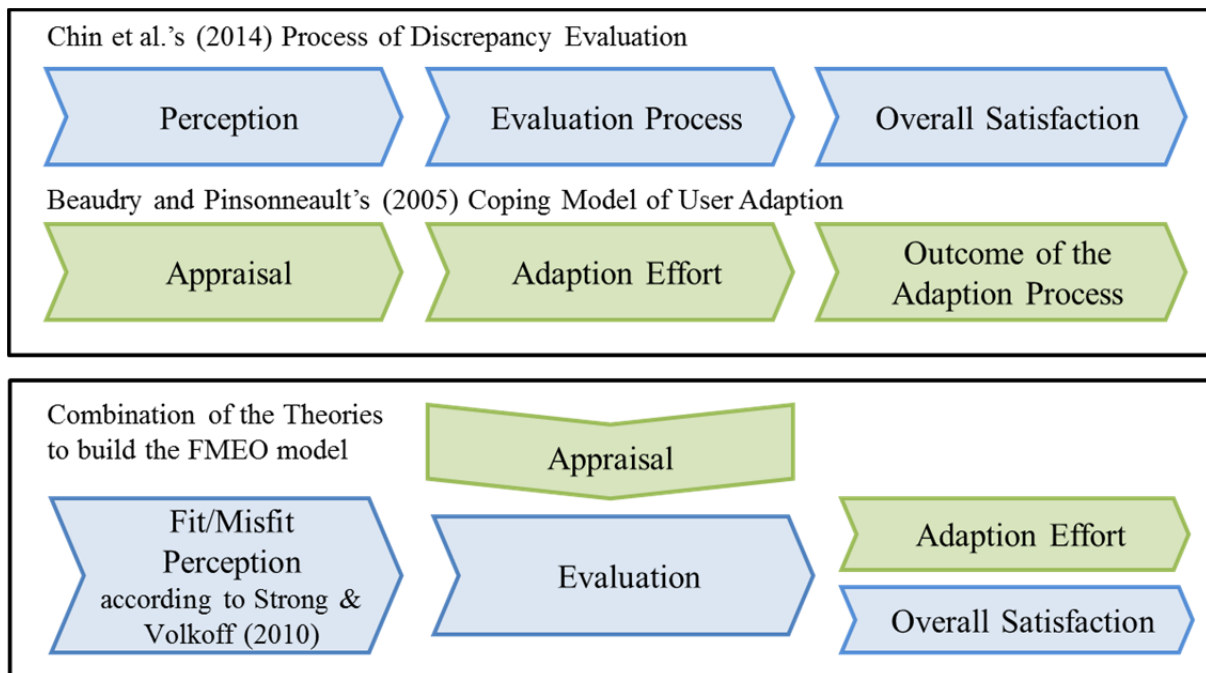 Chin et al.'s (2014) Process of Discrepancy Evaluation
Perception
Evaluation Process
Overall Satisfaction
Beaudry and Pinsonneault's (2005) Coping Model of User Adaption
Appraisal
Adaption Effort
Outcome of the
Adaption Process
Combination of the Theories
to build the FMEO model
Appraisal
Fit/Misfit
Perception
according to Strong &
Volkoff (2010)
Evaluation
Adaption Effort
Overall Satisfaction